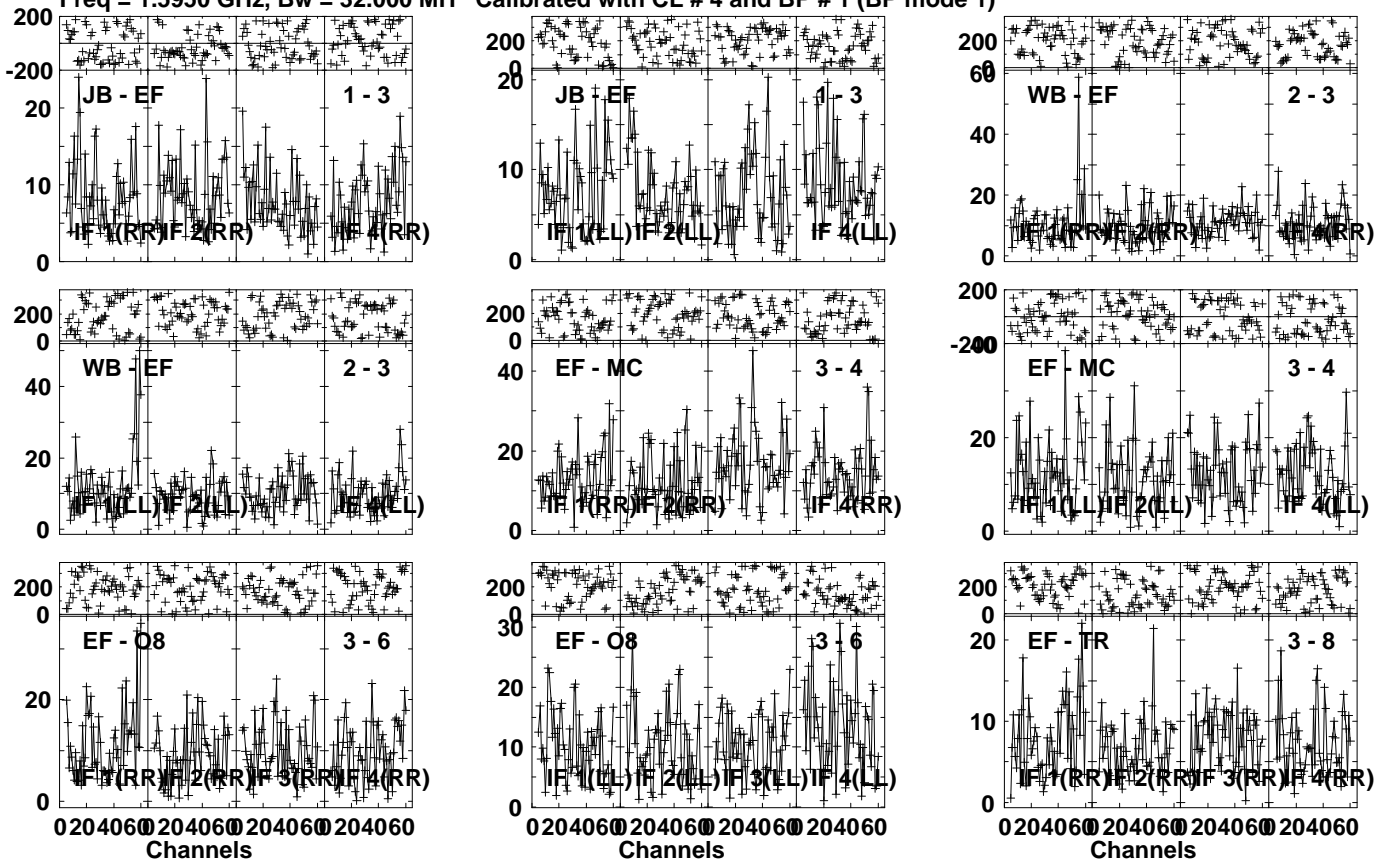 Freq = 1.5950 GHz, Bw = 32.000 MH Calibrated with CL # 4 and BP # 1 (BP mode 1)
200
-200
JB - EF 1 - 3
20
10
0
IF 1(RR) IF 2(RR) IF 4(RR)
200
0
JB - EF 1 - 3
20
10
0
IF 1(LL) IF 2(LL) IF 4(LL)
200
0
WB - EF 2 - 3
60
40
20
0
IF 1(RR) IF 2(RR) IF 4(RR)
200
0
WB - EF 2 - 3
40
20
0
IF 1(LL) IF 2(LL) IF 4(LL)
200
0
EF - MC 3 - 4
40
20
0
IF 1(RR) IF 2(RR) IF 4(RR)
200
-200
EF - MC 3 - 4
40
20
0
IF 1(LL) IF 2(LL) IF 4(LL)
200
0
EF - O8 3 - 6
20
0
IF 1(RR) IF 2(RR) IF 3(RR) IF 4(RR)
0 20 40 60 0 20 40 60 0 20 40 60 0 20 40 60
Channels
200
0
EF - O8 3 - 6
30
20
10
0
IF 1(LL) IF 2(LL) IF 3(LL) IF 4(LL)
0 20 40 60 0 20 40 60 0 20 40 60 0 20 40 60
Channels
200
0
EF - TR 3 - 8
20
10
0
IF 1(RR) IF 2(RR) IF 3(RR) IF 4(RR)
0 20 40 60 0 20 40 60 0 20 40 60 0 20 40 60
Channels